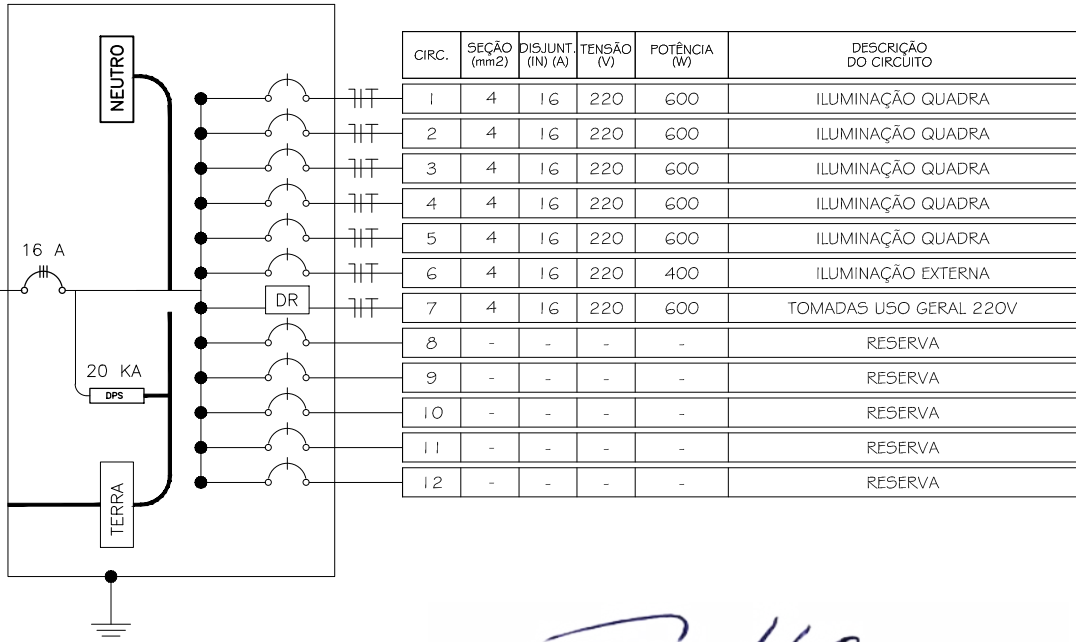 NEUTRO
16 A
20 KA
DPS
TERRA
DR
CIRC. SEÇÃO (mm2) DISJUNT. (IN) (A) TENSÃO (V) POTÊNCIA (W) DESCRIÇÃO DO CIRCUITO
1 4 16 220 600 ILUMINAÇÃO QUADRA
2 4 16 220 600 ILUMINAÇÃO QUADRA
3 4 16 220 600 ILUMINAÇÃO QUADRA
4 4 16 220 600 ILUMINAÇÃO QUADRA
5 4 16 220 600 ILUMINAÇÃO QUADRA
6 4 16 220 400 ILUMINAÇÃO EXTERNA
7 4 16 220 600 TOMADAS USO GERAL 220V
8 - - - - RESERVA
9 - - - - RESERVA
10 - - - - RESERVA
11 - - - - RESERVA
12 - - - - RESERVA